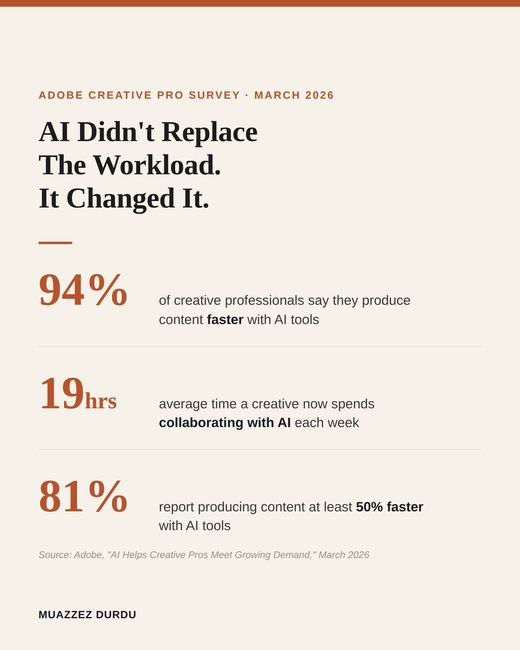 ADOBE CREATIVE PRO SURVEY · MARCH 2026
AI Didn't Replace
The Workload.
It Changed It.
94%
of creative professionals say they produce
content faster with AI tools
19hrs
average time a creative now spends
collaborating with AI each week
81%
report producing content at least 50% faster
with AI tools
Source: Adobe, "AI Helps Creative Pros Meet Growing Demand," March 2026
MUAZZEZ DURDU